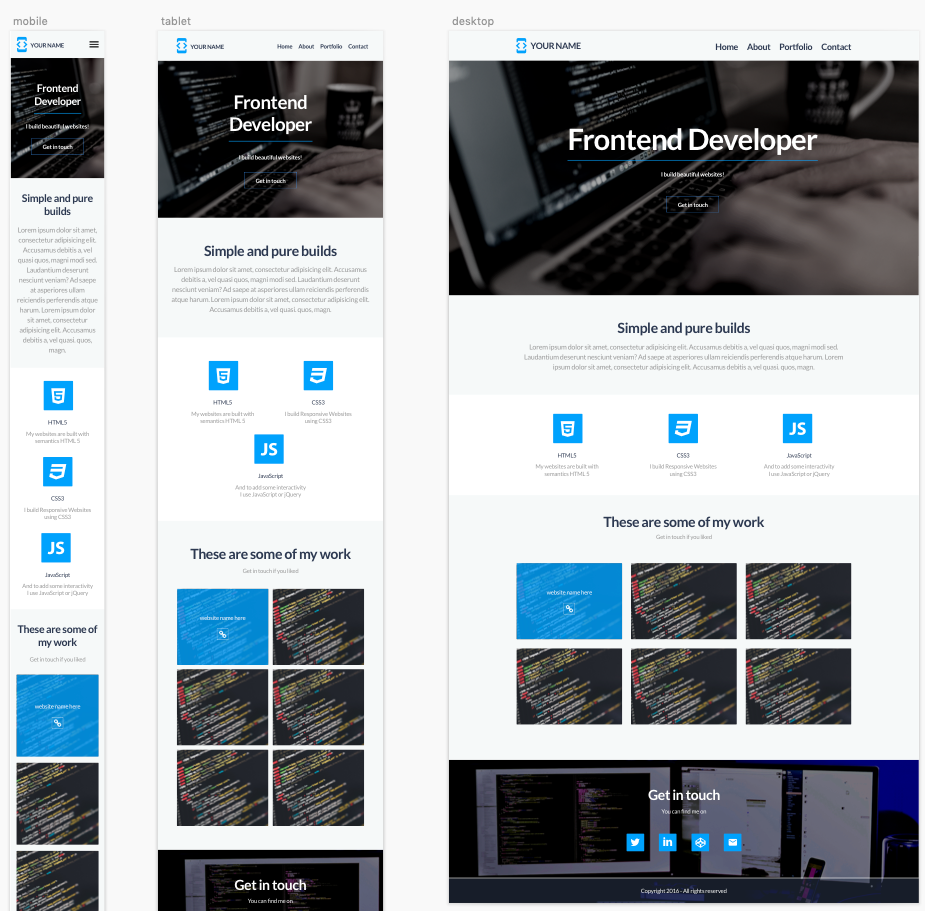 mobile
YOUR NAME
Frontend
Developer
I build beautiful websites!
Get in touch
Simple and pure
builds
Lorem ipsum dolor sit amet,
consectetur adipisicing elit.
Accusamus debitis a, vel
quasi quos, magni modi sed.
Laudantium deserunt
nesciunt veniam? Ad saepe
at asperiores ullam
reiciendis perferendis eaque
harum. Lorem ipsum dolor
sit amet, consectetur
adipisicing elit. Accusamus
debitis a, vel quasi. quos,
magn.
HTML5
My websites are built with
semantics HTML 5
CSS3
I build Responsive Websites
using CSS3
JS
JavaScript
And to add some interactivity
I use JavaScript or jQuery
These are some of
my work
Get in touch if you liked
website name here
tablet
YOUR NAME
Home About Portfolio Contact
Frontend
Developer
I build beautiful websites!
Get in touch
Simple and pure builds
Lorem ipsum dolor sit amet, consectetur adipisicing elit. Accusamus
debitis a, vel quasi quos, magni modi sed. Laudantium deserunt
nesciunt veniam? Ad saepe at asperiores ullam reiciendis perferendis
atque harum. Lorem ipsum dolor sit amet, consectetur adipisicing elit.
Accusamus debitis a, vel quasi. quos, magn.
HTML5
My websites are built with
semantics HTML 5
CSS3
I build Responsive Websites
using CSS3
JS
JavaScript
And to add some interactivity
I use JavaScript or jQuery
These are some of my work
Get in touch if you liked
website name here
Get in touch
You can find me on
desktop
YOUR NAME
Home About Portfolio Contact
Frontend Developer
I build beautiful websites!
Get in touch
Simple and pure builds
Lorem ipsum dolor sit amet, consectetur adipisicing elit. Accusamus debitis a, vel quasi quos, magni modi sed.
Laudantium deserunt nesciunt veniam? Ad saepe at asperiores ullam reiciendis perferendis eaque harum. Lorem
ipsum dolor sit amet, consectetur adipisicing elit. Accusamus debitis a, vel quasi. quos, magn.
HTML5
My websites are built with
semantics HTML 5
CSS3
I build Responsive Websites
using CSS3
JS
JavaScript
And to add some interactivity
I use JavaScript or jQuery
These are some of my work
Get in touch if you liked
website name here
Get in touch
You can find me on
in
Copyright 2016 - All rights reserved